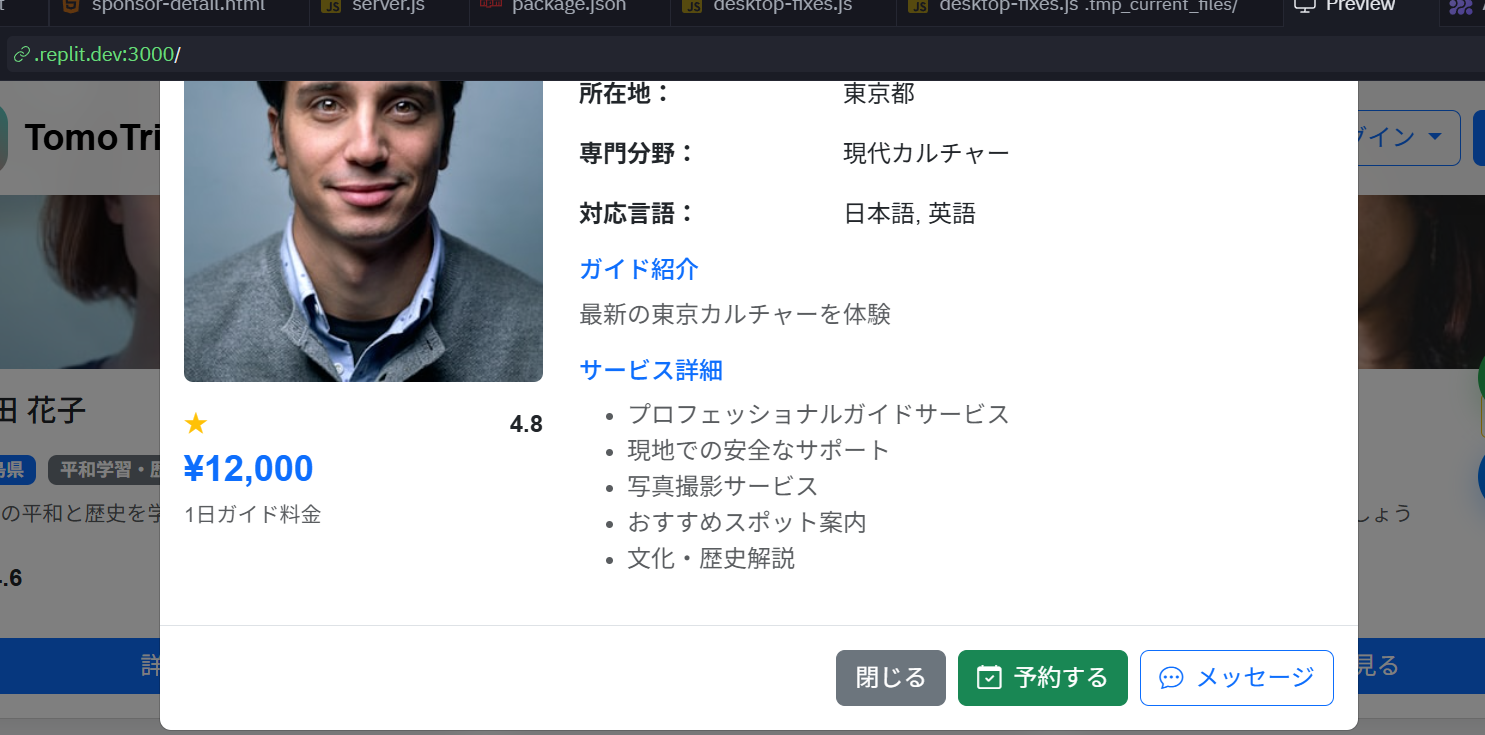 sponsor-detail.html
server.js
package.json
desktop-fixes.js
desktop-fixes.js .tmp_current_files/
Preview
.replit.dev:3000/
TomoTri
グイン
所在地： 東京都
専門分野： 現代カルチャー
対応言語： 日本語, 英語
ガイド紹介
最新の東京カルチャーを体験
サービス詳細
• プロフェッショナルガイドサービス
• 現地での安全なサポート
• 写真撮影サービス
• おすすめスポット案内
• 文化・歴史解説
★ 4.8
¥12,000
1日ガイド料金
田 花子
島県 平和学習・歴
の平和と歴史を学
.6
しょう
詳
見る
閉じる
予約する
メッセージ